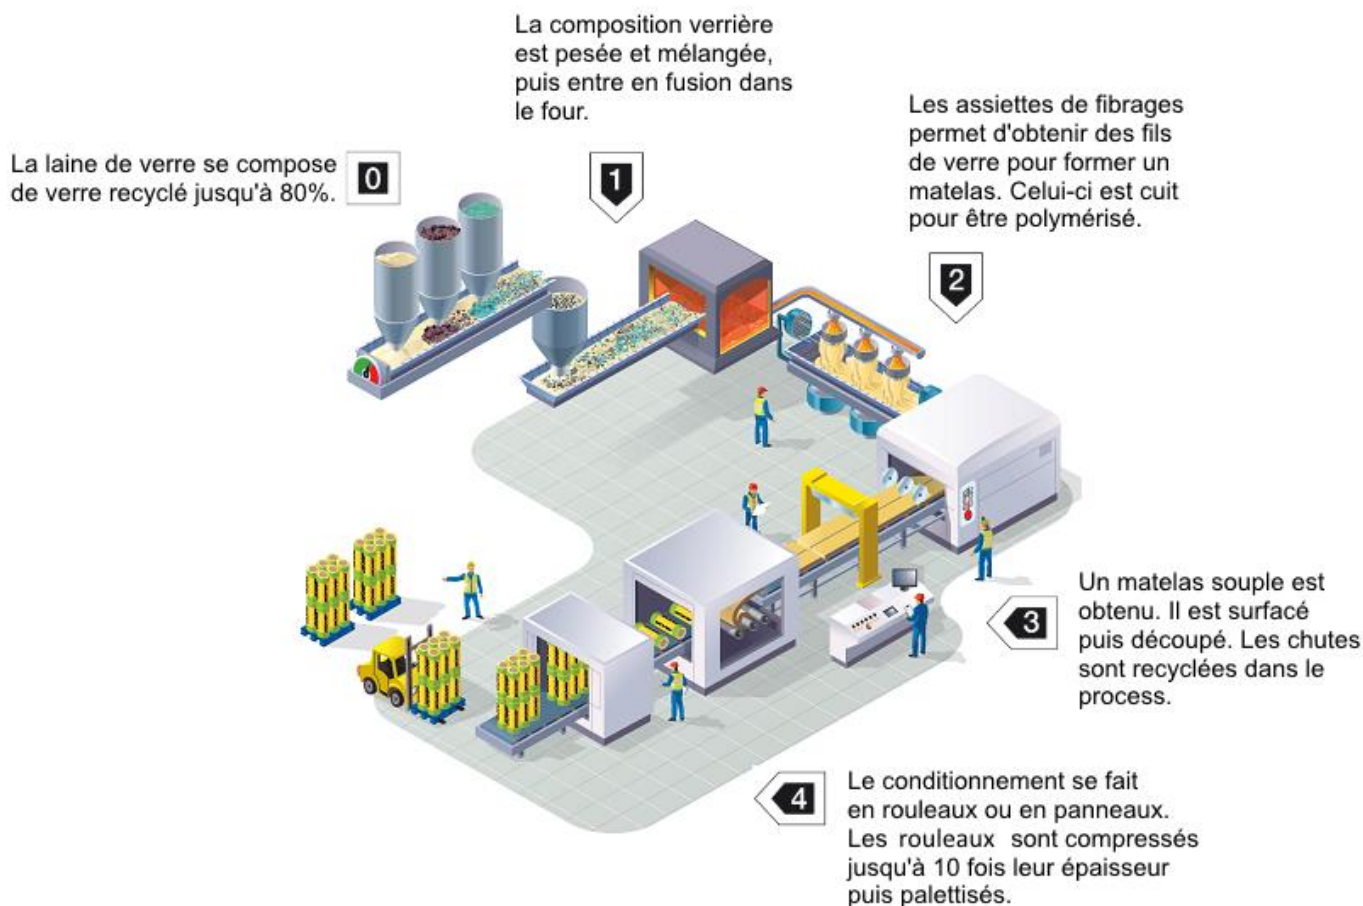 La composition verrière
est pesée et mélangée,
puis entre en fusion dans
le four.
La laine de verre se compose
de verre recyclé jusqu'à 80%.
0
1
Les assiettes de fibrages
permet d'obtenir des fils
de verre pour former un
matelas. Celui-ci est cuit
pour être polymérisé.
2
3
Un matelas souple est
obtenu. Il est surfacé
puis découpé. Les chutes
sont recyclées dans le
process.
4
Le conditionnement se fait
en rouleaux ou en panneaux.
Les rouleaux sont compressés
jusqu'à 10 fois leur épaisseur
puis palettisés.